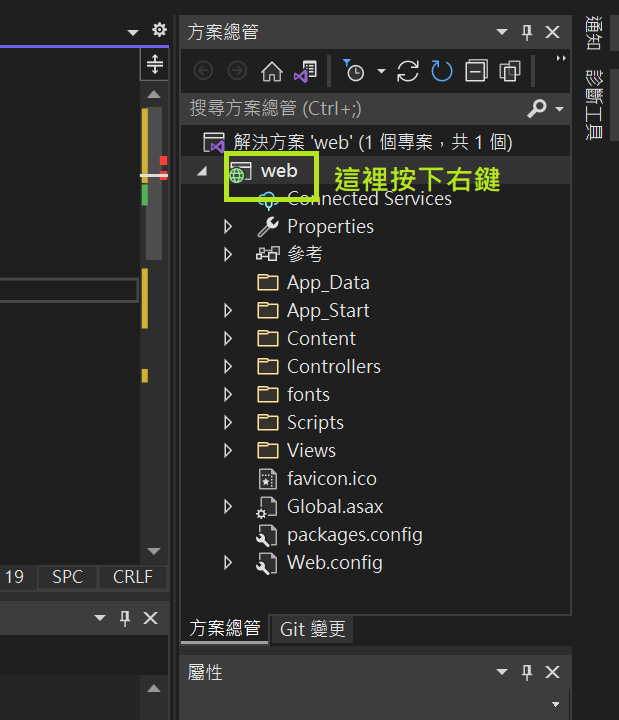 方案總管
搜尋方案總管 (Ctrl+;)
解決方案 'web' (1 個專案，共 1 個)
web
這裡按下右鍵
Connected Services
Properties
參考
App_Data
App_Start
Content
Controllers
fonts
Scripts
Views
favicon.ico
Global.asax
packages.config
Web.config
19 SPC CRLF
方案總管 Git 變更
屬性
通知
診斷工具